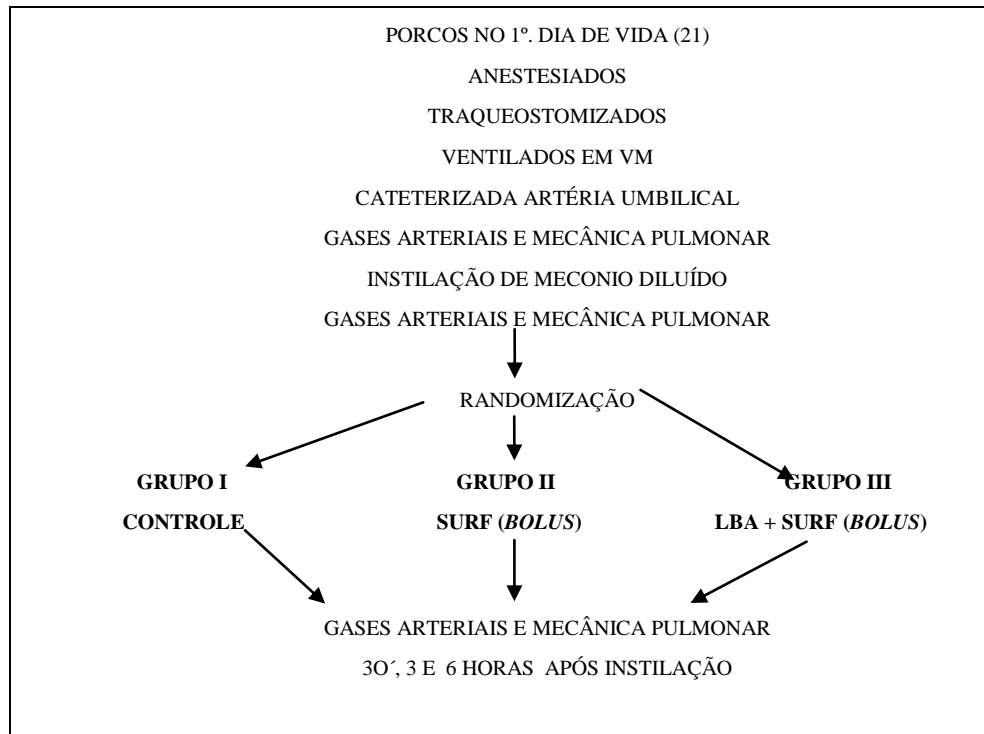 PORCOS NO 1º. DIA DE VIDA (21)
ANESTESIADOS
TRAQUEOSTOMIZADOS
VENTILADOS EM VM
CATETERIZADA ARTÉRIA UMBILICAL
GASES ARTERIAIS E MECÂNICA PULMONAR
INSTILAÇÃO DE MECONIO DILUÍDO
GASES ARTERIAIS E MECÂNICA PULMONAR
RANDOMIZAÇÃO
GRUPO I GRUPO II GRUPO III
CONTROLE SURF (BOLUS) LBA + SURF (BOLUS)
GASES ARTERIAIS E MECÂNICA PULMONAR
3O´, 3 E 6 HORAS APÓS INSTILAÇÃO